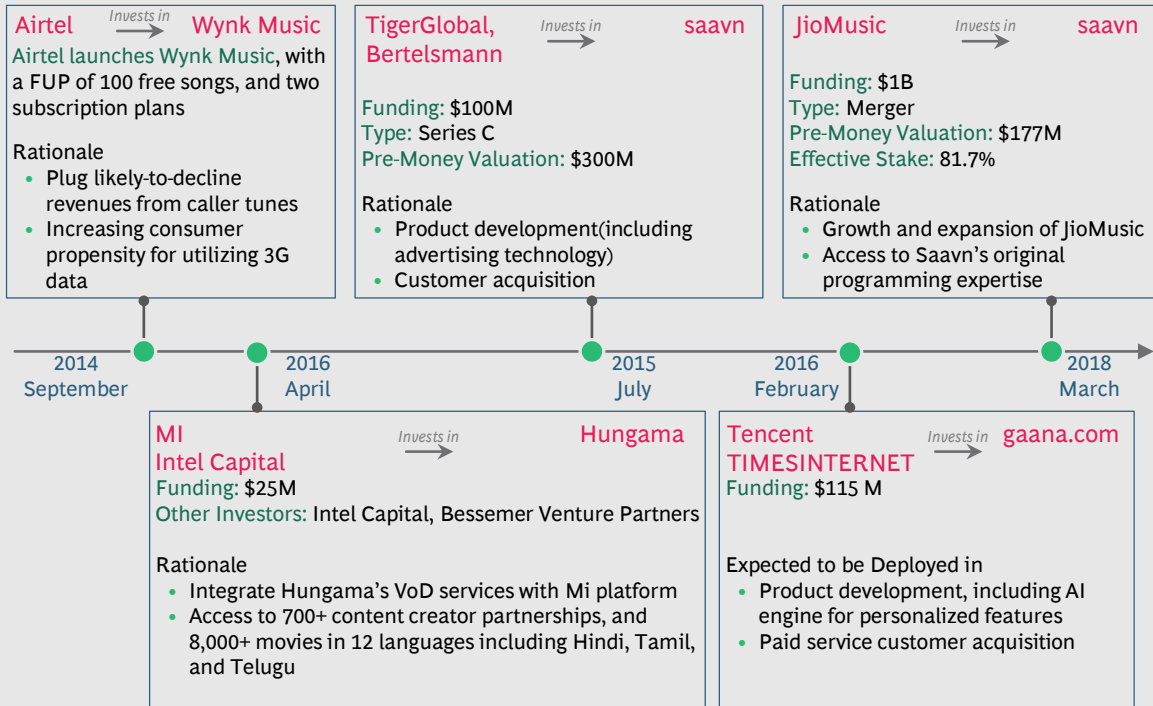 Airtel Invests in Wynk Music
Airtel launches Wynk Music, with
a FUP of 100 free songs, and two
subscription plans
Rationale
• Plug likely-to-decline
revenues from caller tunes
• Increasing consumer
propensity for utilizing 3G
data
TigerGlobal, Invests in saavn
Bertelsmann
Funding: $100M
Type: Series C
Pre-Money Valuation: $300M
Rationale
• Product development(including
advertising technology)
• Customer acquisition
JioMusic Invests in saavn
Funding: $1B
Type: Merger
Pre-Money Valuation: $177M
Effective Stake: 81.7%
Rationale
• Growth and expansion of JioMusic
• Access to Saavn’s original
programming expertise
2014
September
2016
April
2015
July
2016
February
2018
March
MI Invests in Hungama
Intel Capital
Funding: $25M
Other Investors: Intel Capital, Bessemer Venture Partners
Rationale
• Integrate Hungama’s VoD services with Mi platform
• Access to 700+ content creator partnerships, and
8,000+ movies in 12 languages including Hindi, Tamil,
and Telugu
Tencent Invests in gaana.com
TIMESINTERNET
Funding: $115 M
Expected to be Deployed in
• Product development, including AI
engine for personalized features
• Paid service customer acquisition